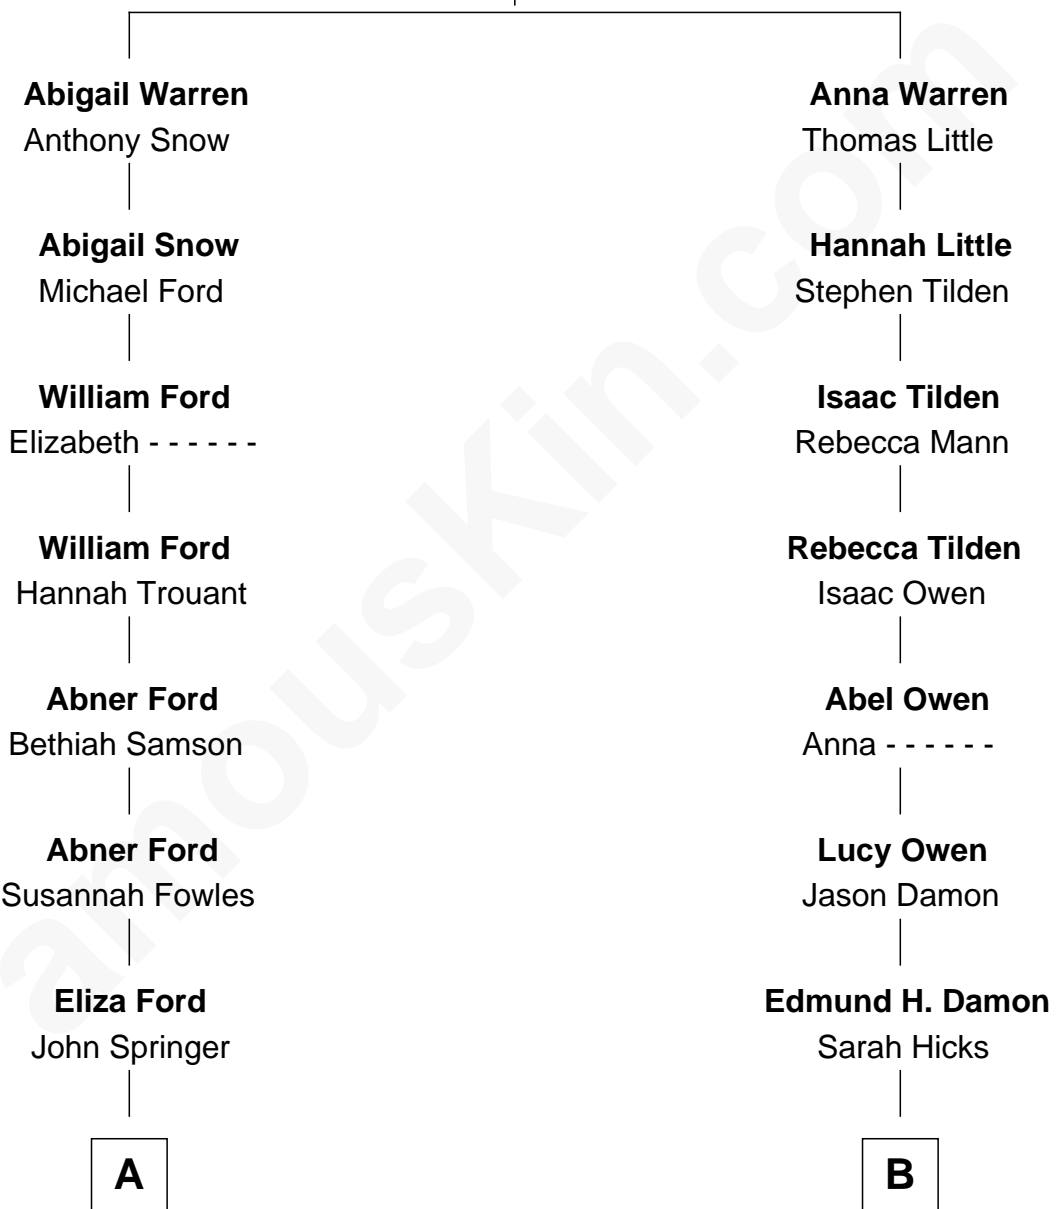 Abigail Warren
Anthony Snow
Anna Warren
Thomas Little
Abigail Snow
Michael Ford
Hannah Little
Stephen Tilden
William Ford
Elizabeth - - - - - -
Isaac Tilden
Rebecca Mann
William Ford
Hannah Trouant
Rebecca Tilden
Isaac Owen
Abner Ford
Bethiah Samson
Abel Owen
Anna - - - - - -
Abner Ford
Susannah Fowles
Lucy Owen
Jason Damon
Eliza Ford
John Springer
Edmund H. Damon
Sarah Hicks
A
B
amouskin.com